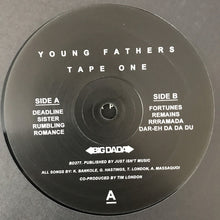 YOUNG FATHERS
TAPE ONE
SIDE A
DEADLINE
SISTER
RUMBLING
ROMANCE
SIDE B
FORTUNES
REMAINS
RRRAMADA
DAR-EH DA DA DU
BIG DADA
BD277. PUBLISHED BY JUST ISN'T MUSIC
ALL SONGS BY: K. BANKOLE, G. HASTINGS, T. LONDON, A. MASSAQUOI
CO-PRODUCED BY TIM LONDON
A